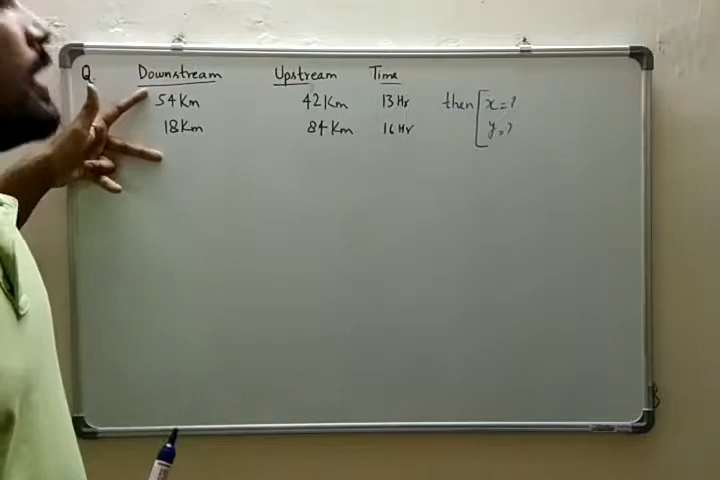 Q. Downstream Upstream Time
54 Km 42 Km 13 Hr then x = ?
18 Km 84 Km 16 Hr y = ?